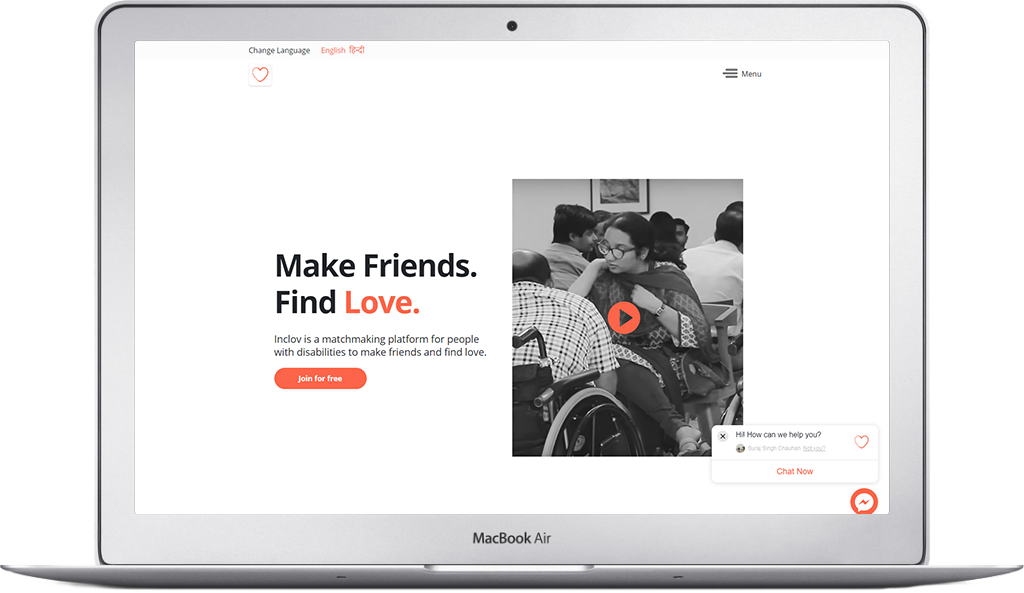 Change Language English हिन्दी
Menu
Make Friends.
Find Love.
Inclov is a matchmaking platform for people
with disabilities to make friends and find love.
Join for free
Hi! How can we help you?
Suraj Singh Chauhan Not you?
Chat Now
MacBook Air